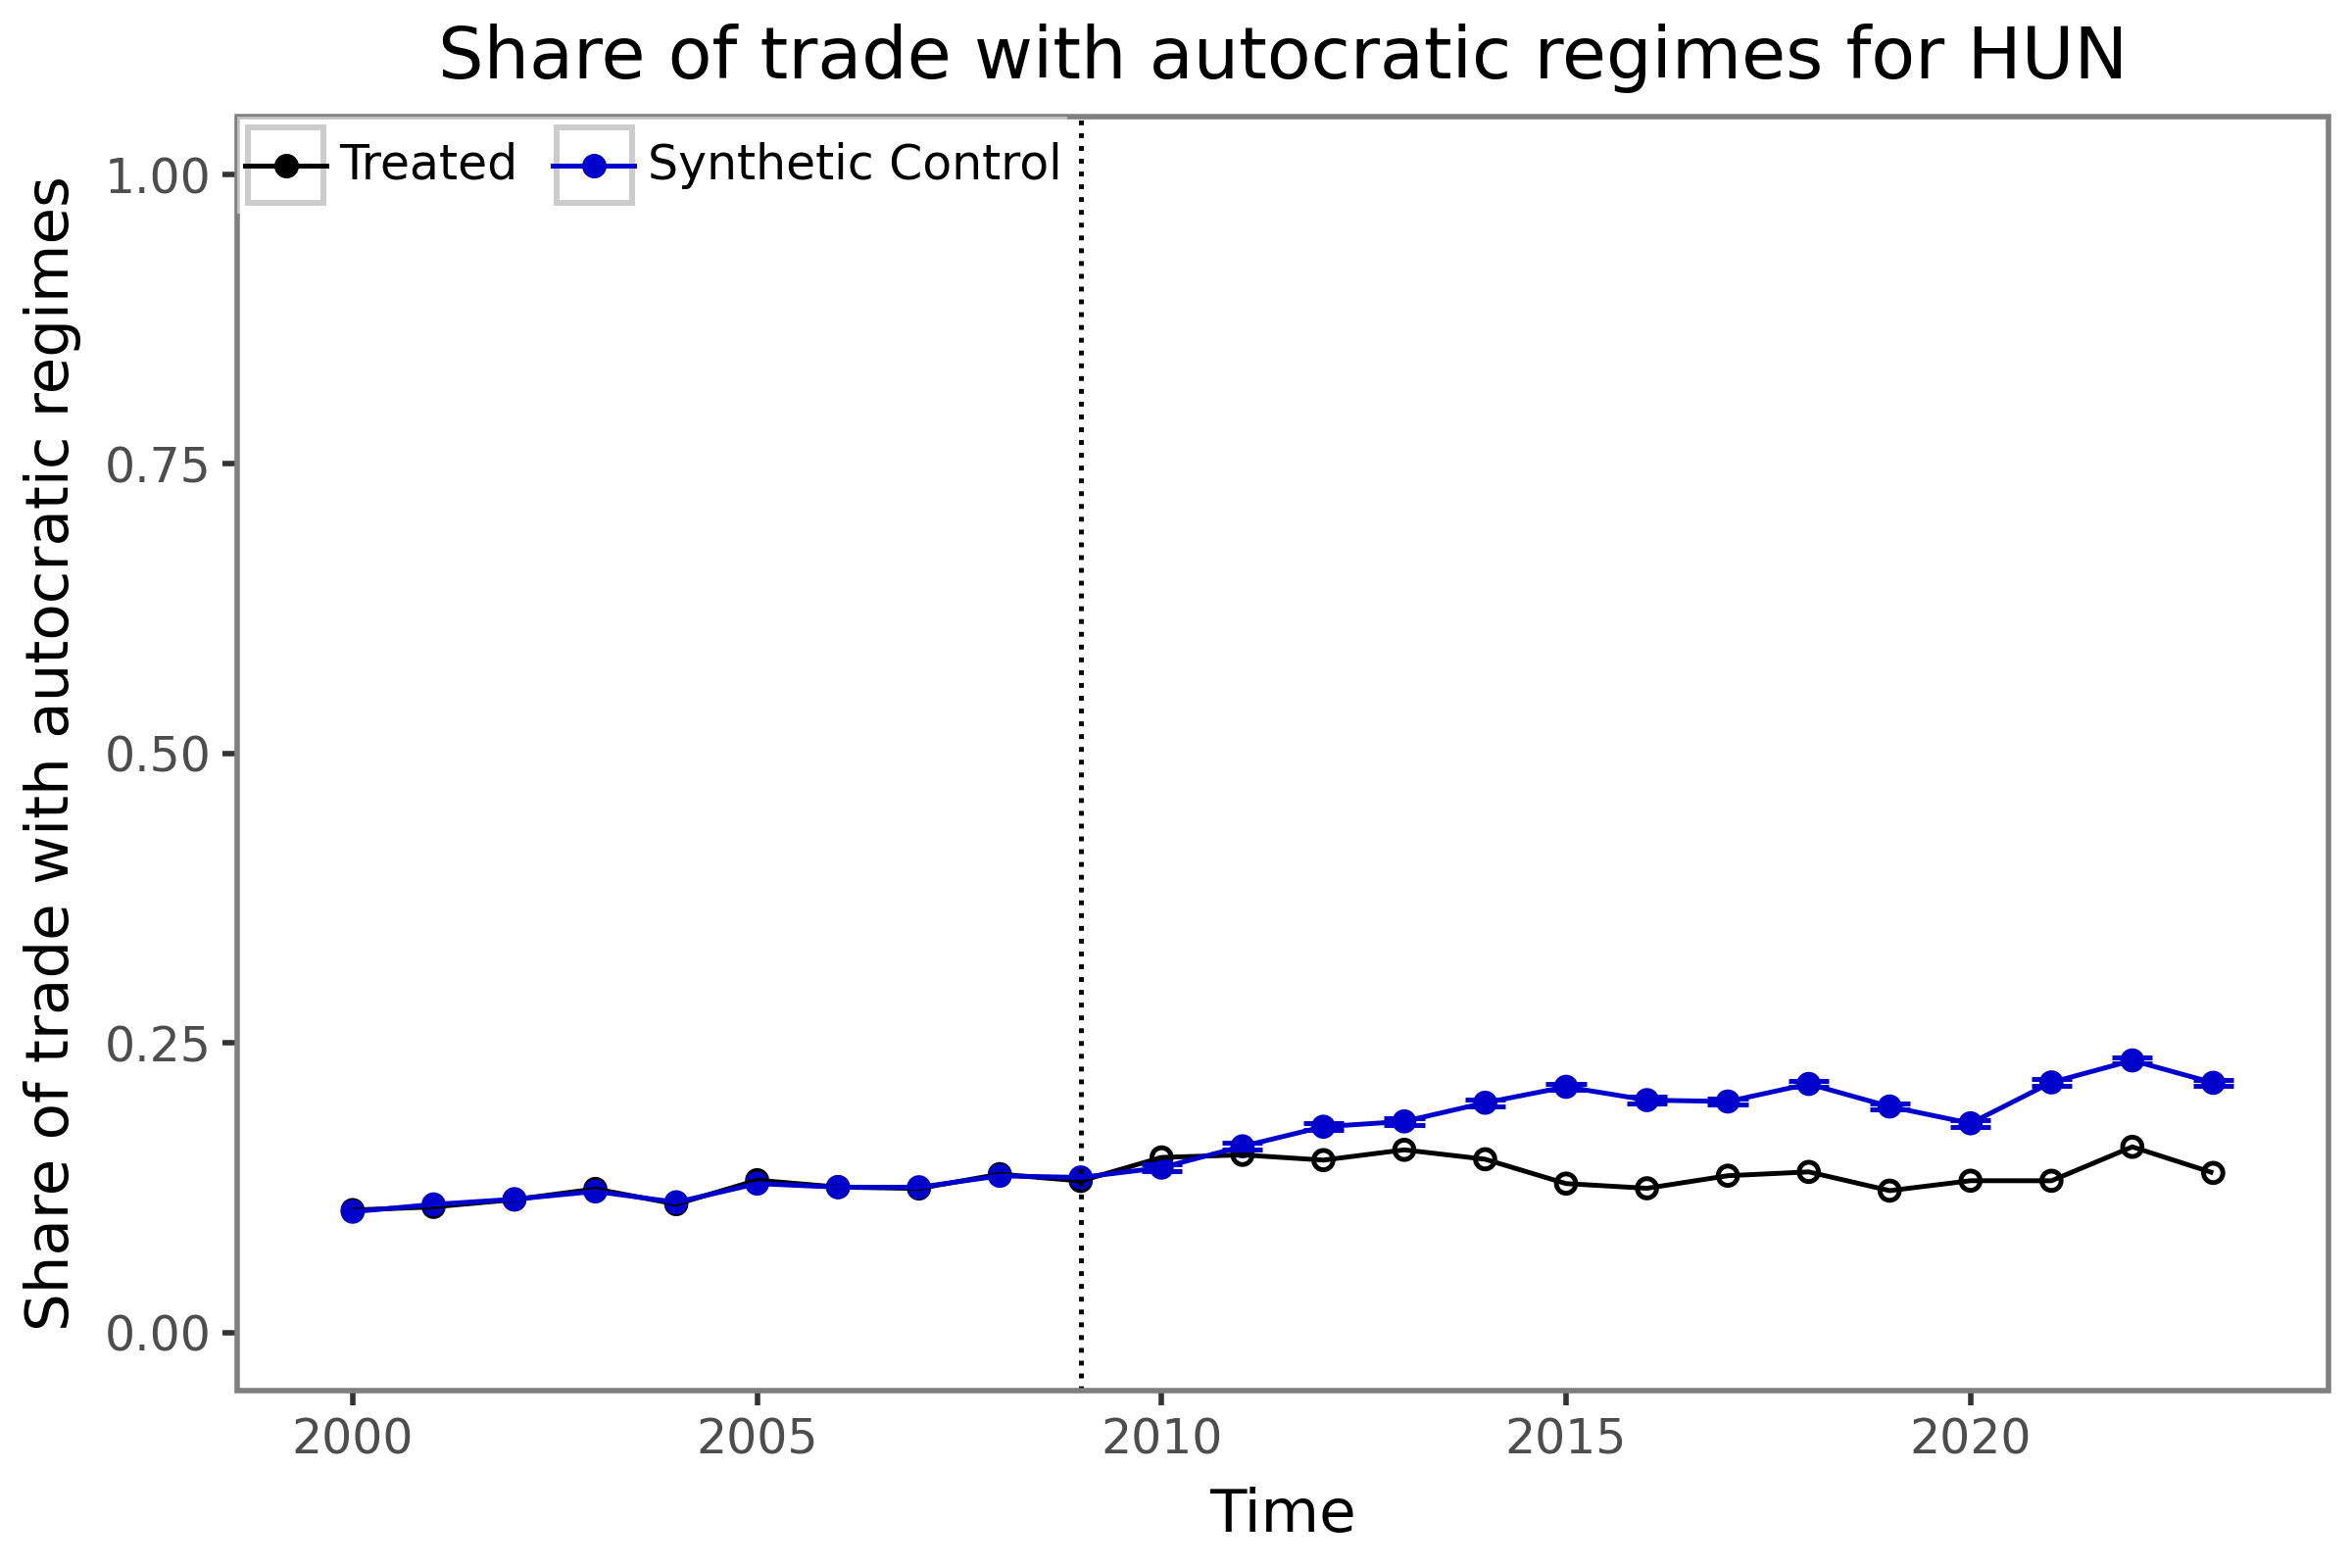 Share of trade with autocratic regimes for HUN
Treated
Synthetic Control
Share of trade with autocratic regimes
1.00
0.75
0.50
0.25
0.00
2000
2005
2010
2015
2020
Time